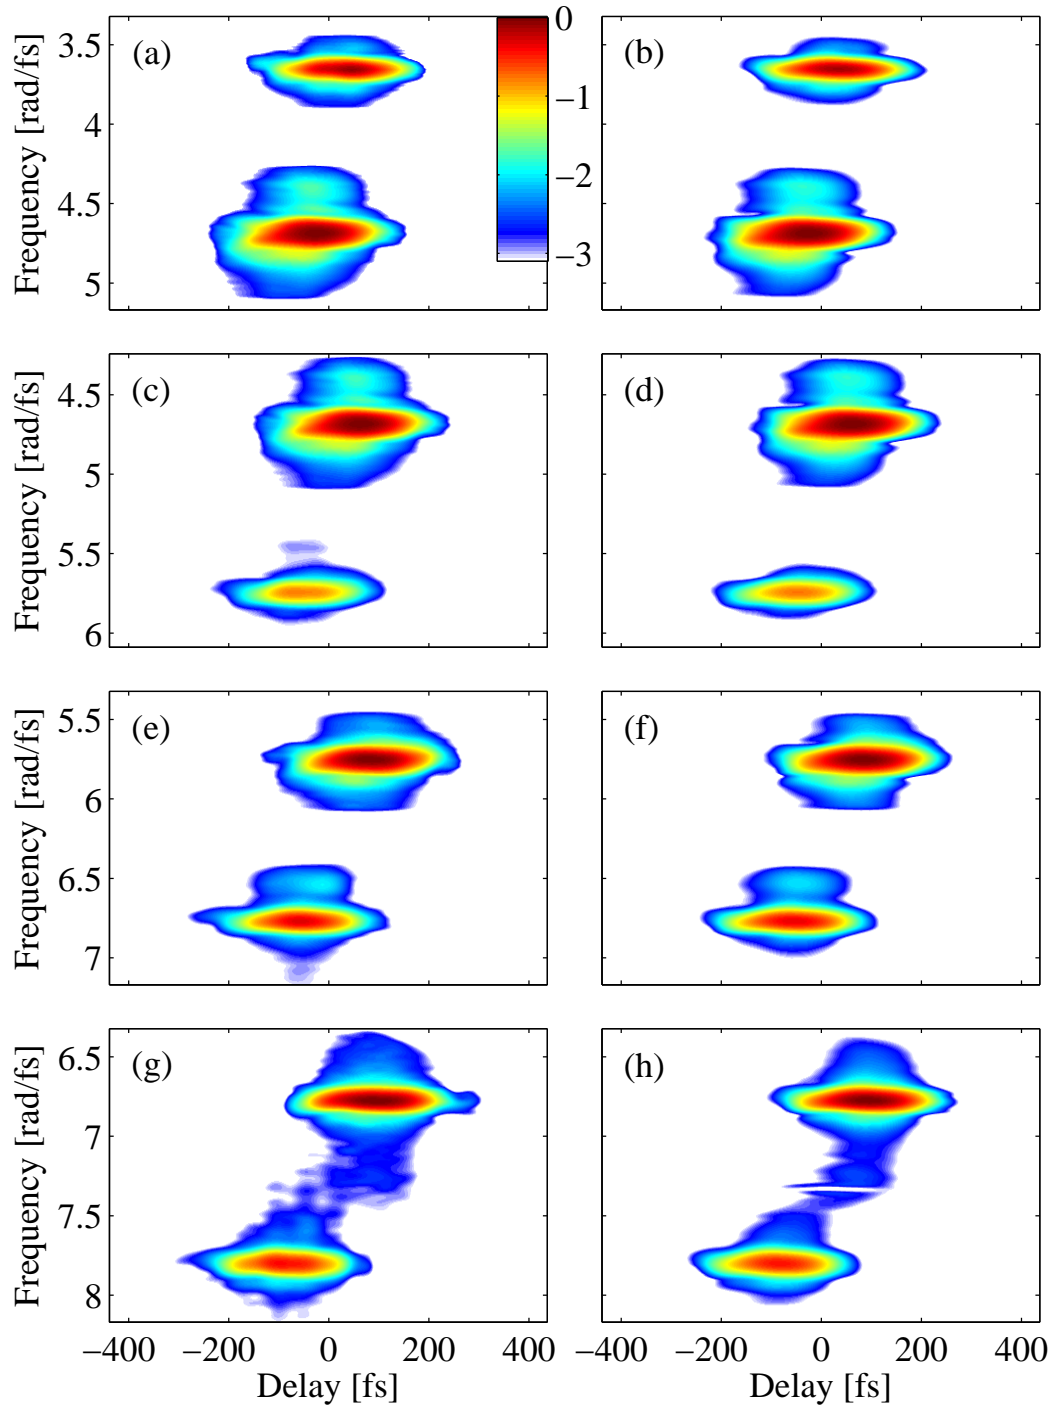 (a)
(b)
0
−1
−2
−3
3.5
4
4.5
5
Frequency [rad/fs]
(c)
(d)
4.5
5
5.5
6
Frequency [rad/fs]
(e)
(f)
5.5
6
6.5
7
Frequency [rad/fs]
(g)
(h)
6.5
7
7.5
8
Frequency [rad/fs]
−400 −200 0 200 400
−400 −200 0 200 400
Delay [fs]
Delay [fs]